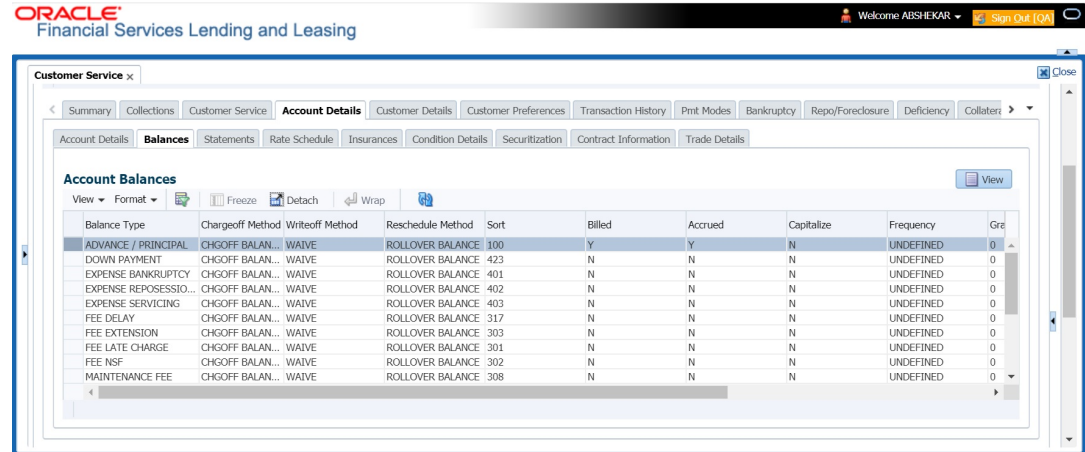 ORACLE
Financial Services Lending and Leasing
Welcome ABSHEKAR
Sign Out [QA]
Customer Service x
Close
Summary Collections Customer Service Account Details Customer Details Customer Preferences Transaction History Pmt Modes Bankruptcy Repo/Foreclosure Deficiency Collatera
Account Details Balances Statements Rate Schedule Insurances Condition Details Securitization Contract Information Trade Details
Account Balances
View
View Format Freeze Detach Wrap
Balance Type Chargeoff Method Writeoff Method Reschedule Method Sort Billed Accrued Capitalize Frequency Gra
ADVANCE / PRINCIPAL CHGOFF BALAN... WAIVE ROLLOVER BALANCE 100 Y Y N UNDEFINED 0
DOWN PAYMENT CHGOFF BALAN... WAIVE ROLLOVER BALANCE 423 N N N UNDEFINED 0
EXPENSE BANKRUPTCY CHGOFF BALAN... WAIVE ROLLOVER BALANCE 401 N N N UNDEFINED 0
EXPENSE REPOSESSIO... CHGOFF BALAN... WAIVE ROLLOVER BALANCE 402 N N N UNDEFINED 0
EXPENSE SERVICING CHGOFF BALAN... WAIVE ROLLOVER BALANCE 403 N N N UNDEFINED 0
FEE DELAY CHGOFF BALAN... WAIVE ROLLOVER BALANCE 317 N N N UNDEFINED 0
FEE EXTENSION CHGOFF BALAN... WAIVE ROLLOVER BALANCE 303 N N N UNDEFINED 0
FEE LATE CHARGE CHGOFF BALAN... WAIVE ROLLOVER BALANCE 301 N N N UNDEFINED 0
FEE NSF CHGOFF BALAN... WAIVE ROLLOVER BALANCE 302 N N N UNDEFINED 0
MAINTENANCE FEE CHGOFF BALAN... WAIVE ROLLOVER BALANCE 308 N N N UNDEFINED 0